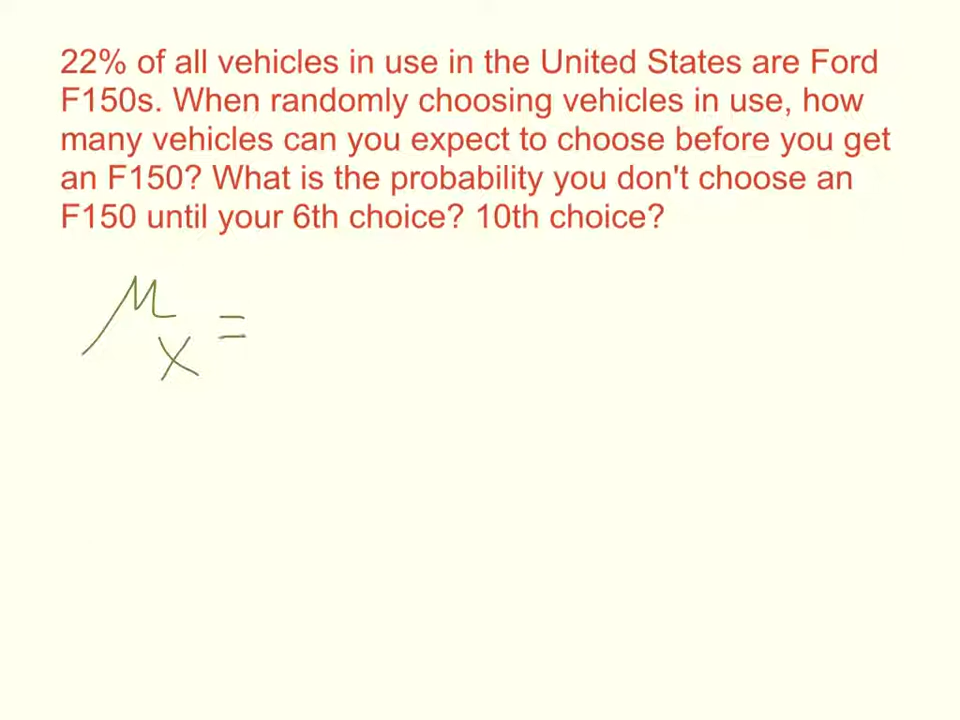 22% of all vehicles in use in the United States are Ford
F150s. When randomly choosing vehicles in use, how
many vehicles can you expect to choose before you get
an F150? What is the probability you don't choose an
F150 until your 6th choice? 10th choice?
μ_x =